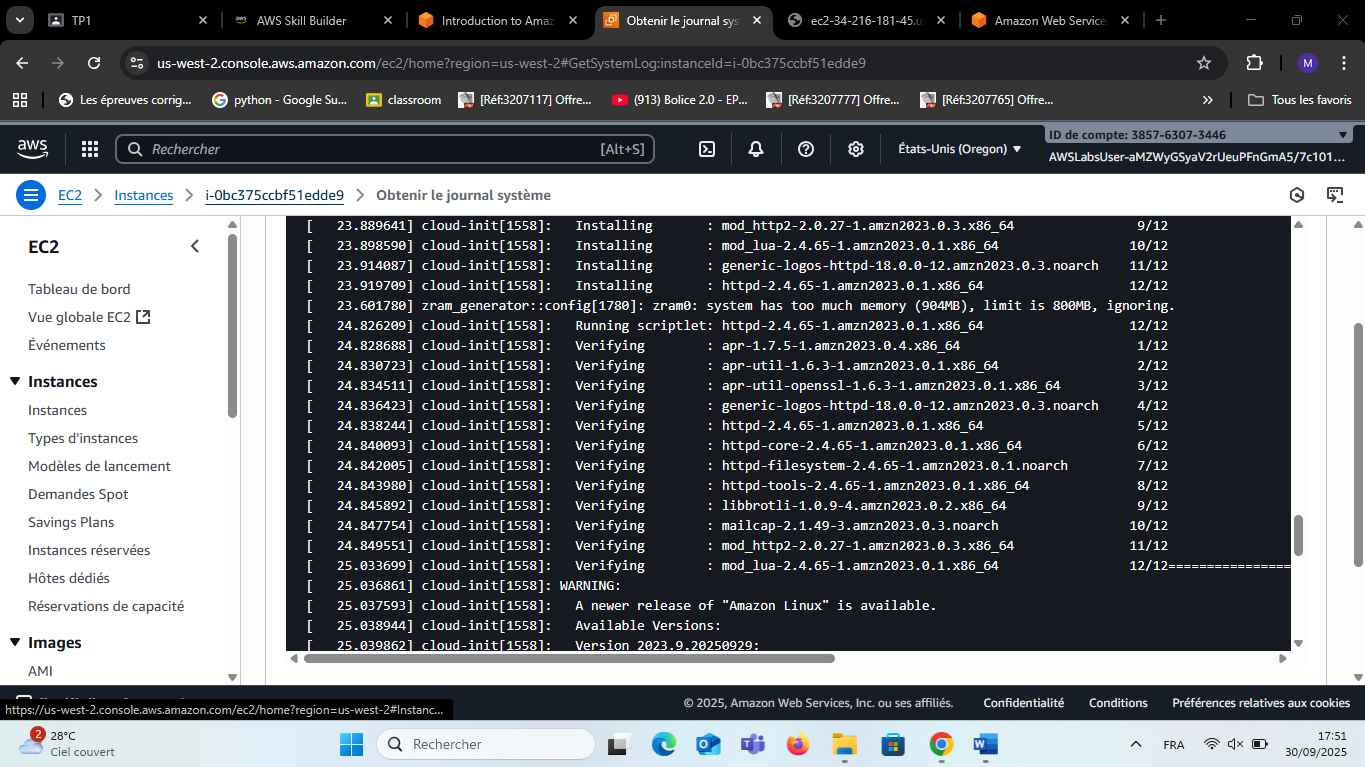 TP1
AWS Skill Builder
Introduction to Amaz
Obtenir le journal sys
ec2-34-216-181-45.u
Amazon Web Service
us-west-2.console.aws.amazon.com/ec2/home?region=us-west-2#GetSystemLog:instanceId=i-0bc375ccbf51edde9
M
Les épreuves corrig...
python - Google Su...
classroom
[Réf:3207117] Offre...
(913) Bolice 2.0 - EP...
[Réf:3207777] Offre...
[Réf:3207765] Offre...
Tous les favoris
aws
Rechercher
[Alt+S]
États-Unis (Oregon)
ID de compte: 3857-6307-3446
AWSLabsUser-aMZWyGSyaV2rUeuPFnGmA5/7c101...
EC2
Instances
i-0bc375ccbf51edde9
Obtenir le journal système
EC2
Tableau de bord
Vue globale EC2
Événements
Instances
Instances
Types d'instances
Modèles de lancement
Demandes Spot
Savings Plans
Instances réservées
Hôtes dédiés
Réservations de capacité
Images
AMI
[   23.889641] cloud-init[1558]:   Installing       : mod_http2-2.0.27-1.amzn2023.0.3.x86_64                9/12
[   23.898590] cloud-init[1558]:   Installing       : mod_lua-2.4.65-1.amzn2023.0.1.x86_64                 10/12
[   23.914087] cloud-init[1558]:   Installing       : generic-logos-httpd-18.0.0-12.amzn2023.0.3.noarch    11/12
[   23.919709] cloud-init[1558]:   Installing       : httpd-2.4.65-1.amzn2023.0.1.x86_64                   12/12
[   23.601780] zram_generator::config[1780]: zram0: system has too much memory (904MB), limit is 800MB, ignoring.
[   24.826209] cloud-init[1558]:   Running scriptlet: httpd-2.4.65-1.amzn2023.0.1.x86_64                   12/12
[   24.828688] cloud-init[1558]:   Verifying        : apr-1.7.5-1.amzn2023.0.4.x86_64                       1/12
[   24.830723] cloud-init[1558]:   Verifying        : apr-util-1.6.3-1.amzn2023.0.1.x86_64                  2/12
[   24.834511] cloud-init[1558]:   Verifying        : apr-util-openssl-1.6.3-1.amzn2023.0.1.x86_64          3/12
[   24.836423] cloud-init[1558]:   Verifying        : generic-logos-httpd-18.0.0-12.amzn2023.0.3.noarch     4/12
[   24.838244] cloud-init[1558]:   Verifying        : httpd-2.4.65-1.amzn2023.0.1.x86_64                    5/12
[   24.840093] cloud-init[1558]:   Verifying        : httpd-core-2.4.65-1.amzn2023.0.1.x86_64               6/12
[   24.842005] cloud-init[1558]:   Verifying        : httpd-filesystem-2.4.65-1.amzn2023.0.1.noarch         7/12
[   24.843980] cloud-init[1558]:   Verifying        : httpd-tools-2.4.65-1.amzn2023.0.1.x86_64              8/12
[   24.845892] cloud-init[1558]:   Verifying        : libbrotli-1.0.9-4.amzn2023.0.2.x86_64                 9/12
[   24.847754] cloud-init[1558]:   Verifying        : mailcap-2.1.49-3.amzn2023.0.3.noarch                 10/12
[   24.849551] cloud-init[1558]:   Verifying        : mod_http2-2.0.27-1.amzn2023.0.3.x86_64               11/12
[   25.033699] cloud-init[1558]:   Verifying        : mod_lua-2.4.65-1.amzn2023.0.1.x86_64                 12/12================
[   25.036861] cloud-init[1558]: WARNING:
[   25.037593] cloud-init[1558]:   A newer release of "Amazon Linux" is available.
[   25.038944] cloud-init[1558]:   Available Versions:
[   25.039862] cloud-init[1558]:   Version 2023.9.20250929:
© 2025, Amazon Web Services, Inc. ou ses affiliés.
Confidentialité
Conditions
Préférences relatives aux cookies
https://us-west-2.console.aws.amazon.com/ec2/home?region=us-west-2#Instanc...
2
28°C
Ciel couvert
Rechercher
FRA
17:51
30/09/2025